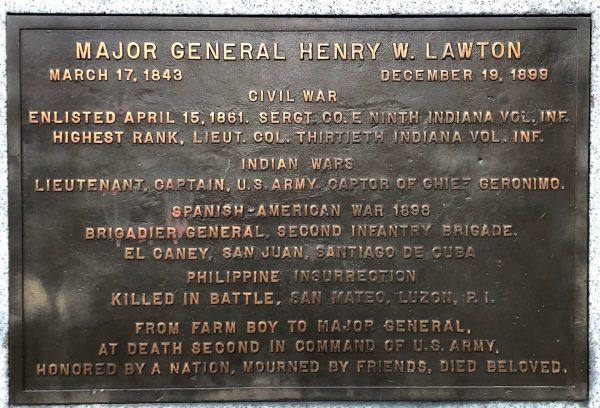 MAJOR GENERAL HENRY W. LAWTON
MARCH 17, 1843 DECEMBER 19, 1899
CIVIL WAR
ENLISTED APRIL 15, 1861. SERGT. CO. E NINTH INDIANA VOL. INF.
HIGHEST RANK, LIEUT. COL. THIRTIETH INDIANA VOL. INF.
INDIAN WARS
LIEUTENANT, CAPTAIN, U.S. ARMY. CAPTOR OF CHIEF GERONIMO.
SPANISH-AMERICAN WAR 1898
BRIGADIER GENERAL, SECOND INFANTRY BRIGADE.
EL CANEY, SAN JUAN, SANTIAGO DE CUBA
PHILIPPINE INSURRECTION
KILLED IN BATTLE, SAN MATEO, LUZON, P. I.
FROM FARM BOY TO MAJOR GENERAL,
AT DEATH SECOND IN COMMAND OF U.S. ARMY,
HONORED BY A NATION, MOURNED BY FRIENDS, DIED BELOVED.